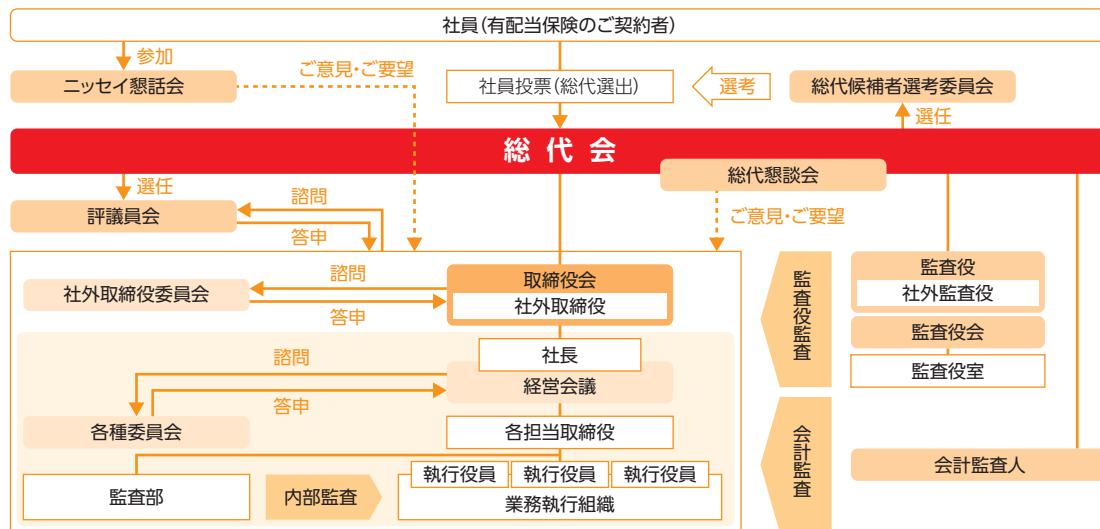 社員(有配当保険のご契約者)
参加
ニッセイ懇話会
ご意見・ご要望
社員投票(総代選出)
選考
総代候補者選考委員会
選任
総代会
総代懇談会
選任
諮問
評議員会
答申
ご意見・ご要望
取締役会
社外取締役
諮問
社外取締役委員会
答申
監査役監査
監査役
社外監査役
監査役会
監査役室
社長
経営会議
諮問
答申
各種委員会
各担当取締役
会計監査
会計監査人
執行役員 執行役員 執行役員
監査部
内部監査
業務執行組織